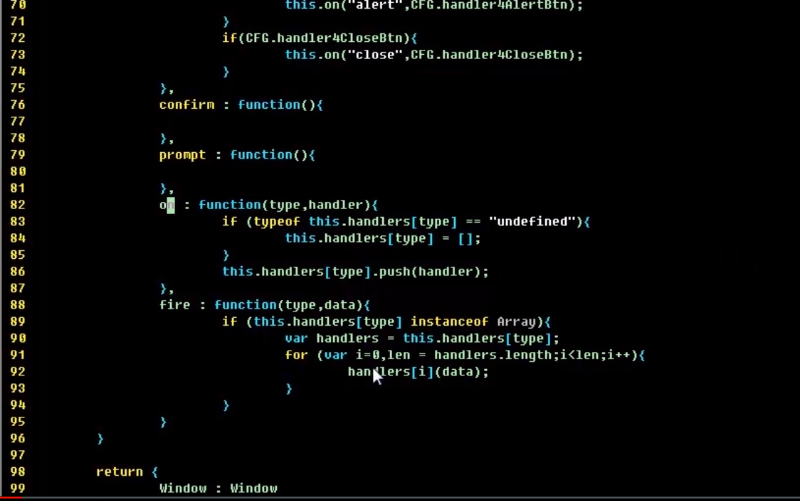 70 this.on("alert",CFG.handler4AlertBtn);
71 }
72 if(CFG.handler4CloseBtn){
73 this.on("close",CFG.handler4CloseBtn);
74 }
75 },
76 confirm : function(){
77
78 },
79 prompt : function(){
80
81 },
82 on : function(type,handler){
83 if (typeof this.handlers[type] == "undefined"){
84 this.handlers[type] = [];
85 }
86 this.handlers[type].push(handler);
87 },
88 fire : function(type,data){
89 if (this.handlers[type] instanceof Array){
90 var handlers = this.handlers[type];
91 for (var i=0,len = handlers.length;i<len;i++){
92 handlers[i](data);
93 }
94 }
95 }
96 }
97
98 return {
99 Window : Window